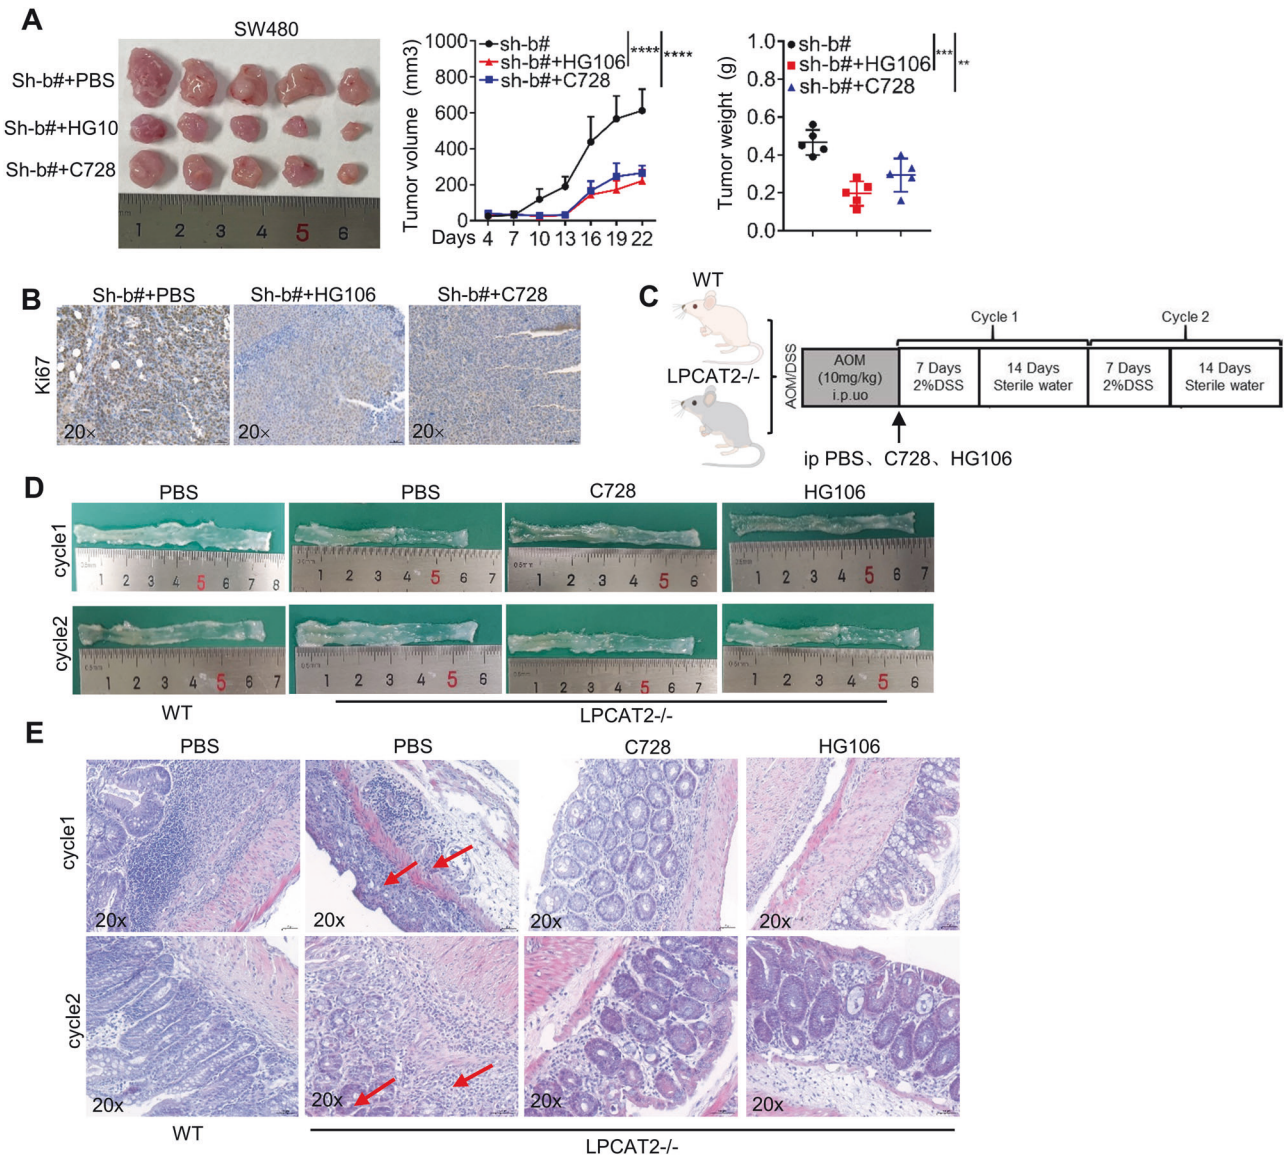 A
SW480
Sh-b#+PBS
Sh-b#+HG10
Sh-b#+C728
mm
1 2 3 4 5 6
Tumor volume (mm3)
1000
800
600
400
200
0
sh-b#
sh-b#+HG106
sh-b#+C728
****
****
Days 4 7 10 13 16 19 22
Tumor weight (g)
1.0
0.8
0.6
0.4
0.2
0.0
sh-b#
sh-b#+HG106
sh-b#+C728
***
**
B
Sh-b#+PBS Sh-b#+HG106 Sh-b#+C728
Ki67
20× 20× 20×
C
WT
LPCAT2-/-
AOM/DSS
Cycle 1 Cycle 2
AOM
(10mg/kg)
i.p.uo
7 Days
2%DSS
14 Days
Sterile water
7 Days
2%DSS
14 Days
Sterile water
ip PBS、C728、HG106
D
PBS PBS C728 HG106
cycle1
1 2 3 4 5 6 7 8
1 2 3 4 5 6 7
0.5mm
1 2 3 4 5 6
1 2 3 4 5 6 7
cycle2
0.5mm
1 2 3 4 5 6 7
1 2 3 4 5 6
1 2 3 4 5 6 7
0.5mm
1 2 3 4 5 6
WT LPCAT2-/-
E
PBS PBS C728 HG106
cycle1
20x 20x 20x 20x
cycle2
20x 20x 20x 20x
WT LPCAT2-/-